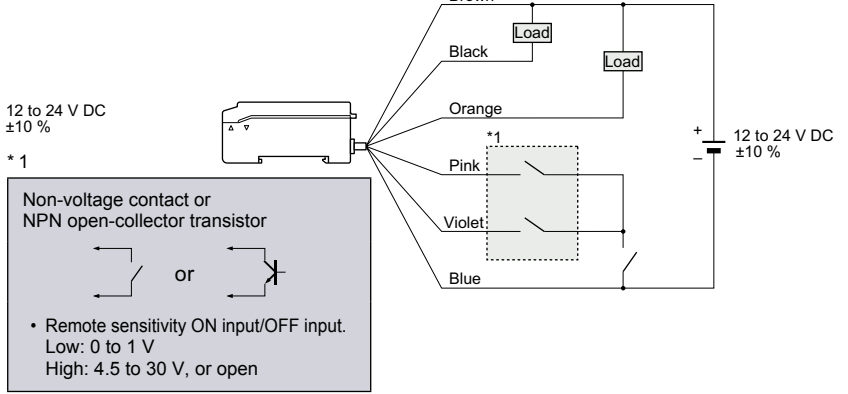 Brown
Load
Black
Load
Orange
12 to 24 V DC
±10 %
*1
+
12 to 24 V DC
–
±10 %
* 1
Pink
Non-voltage contact or
NPN open-collector transistor
Violet
or
Blue
• Remote sensitivity ON input/OFF input.
Low: 0 to 1 V
High: 4.5 to 30 V, or open